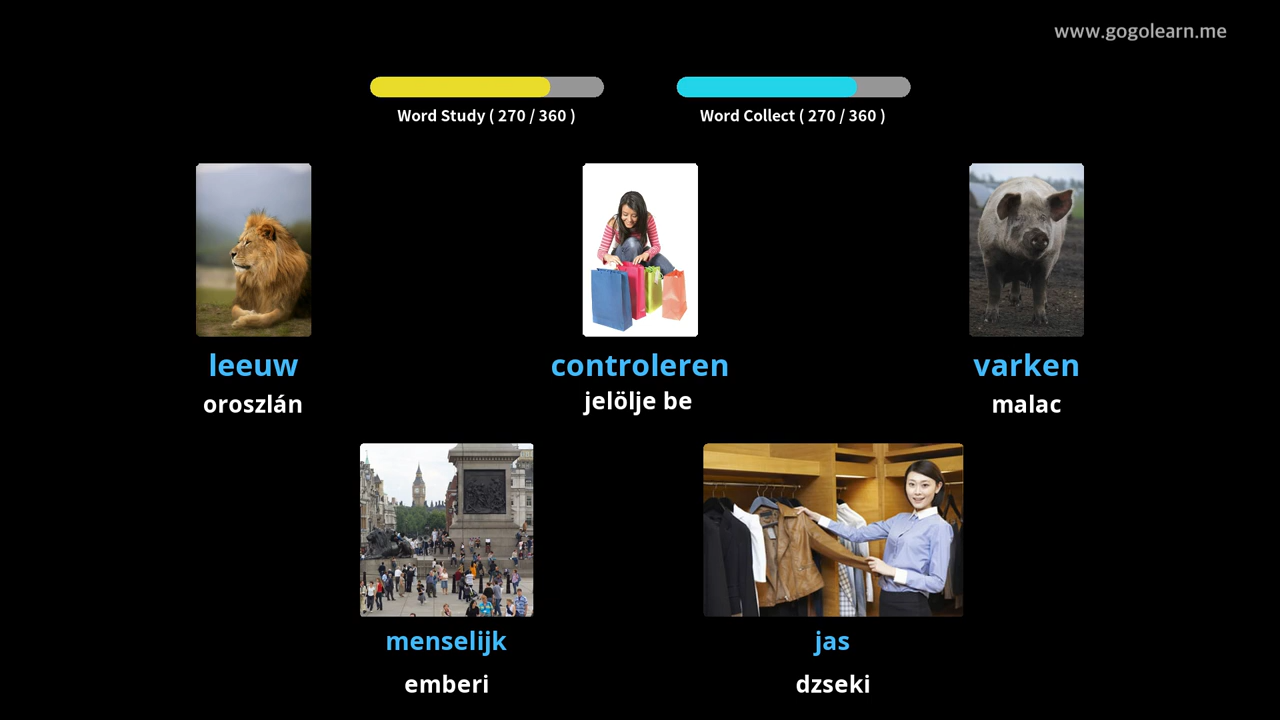 www.gogolearn.me
Word Study ( 270 / 360 )
Word Collect ( 270 / 360 )
leeuw
oroszlán
controleren
jelölje be
varken
malac
menselijk
emberi
jas
dzseki